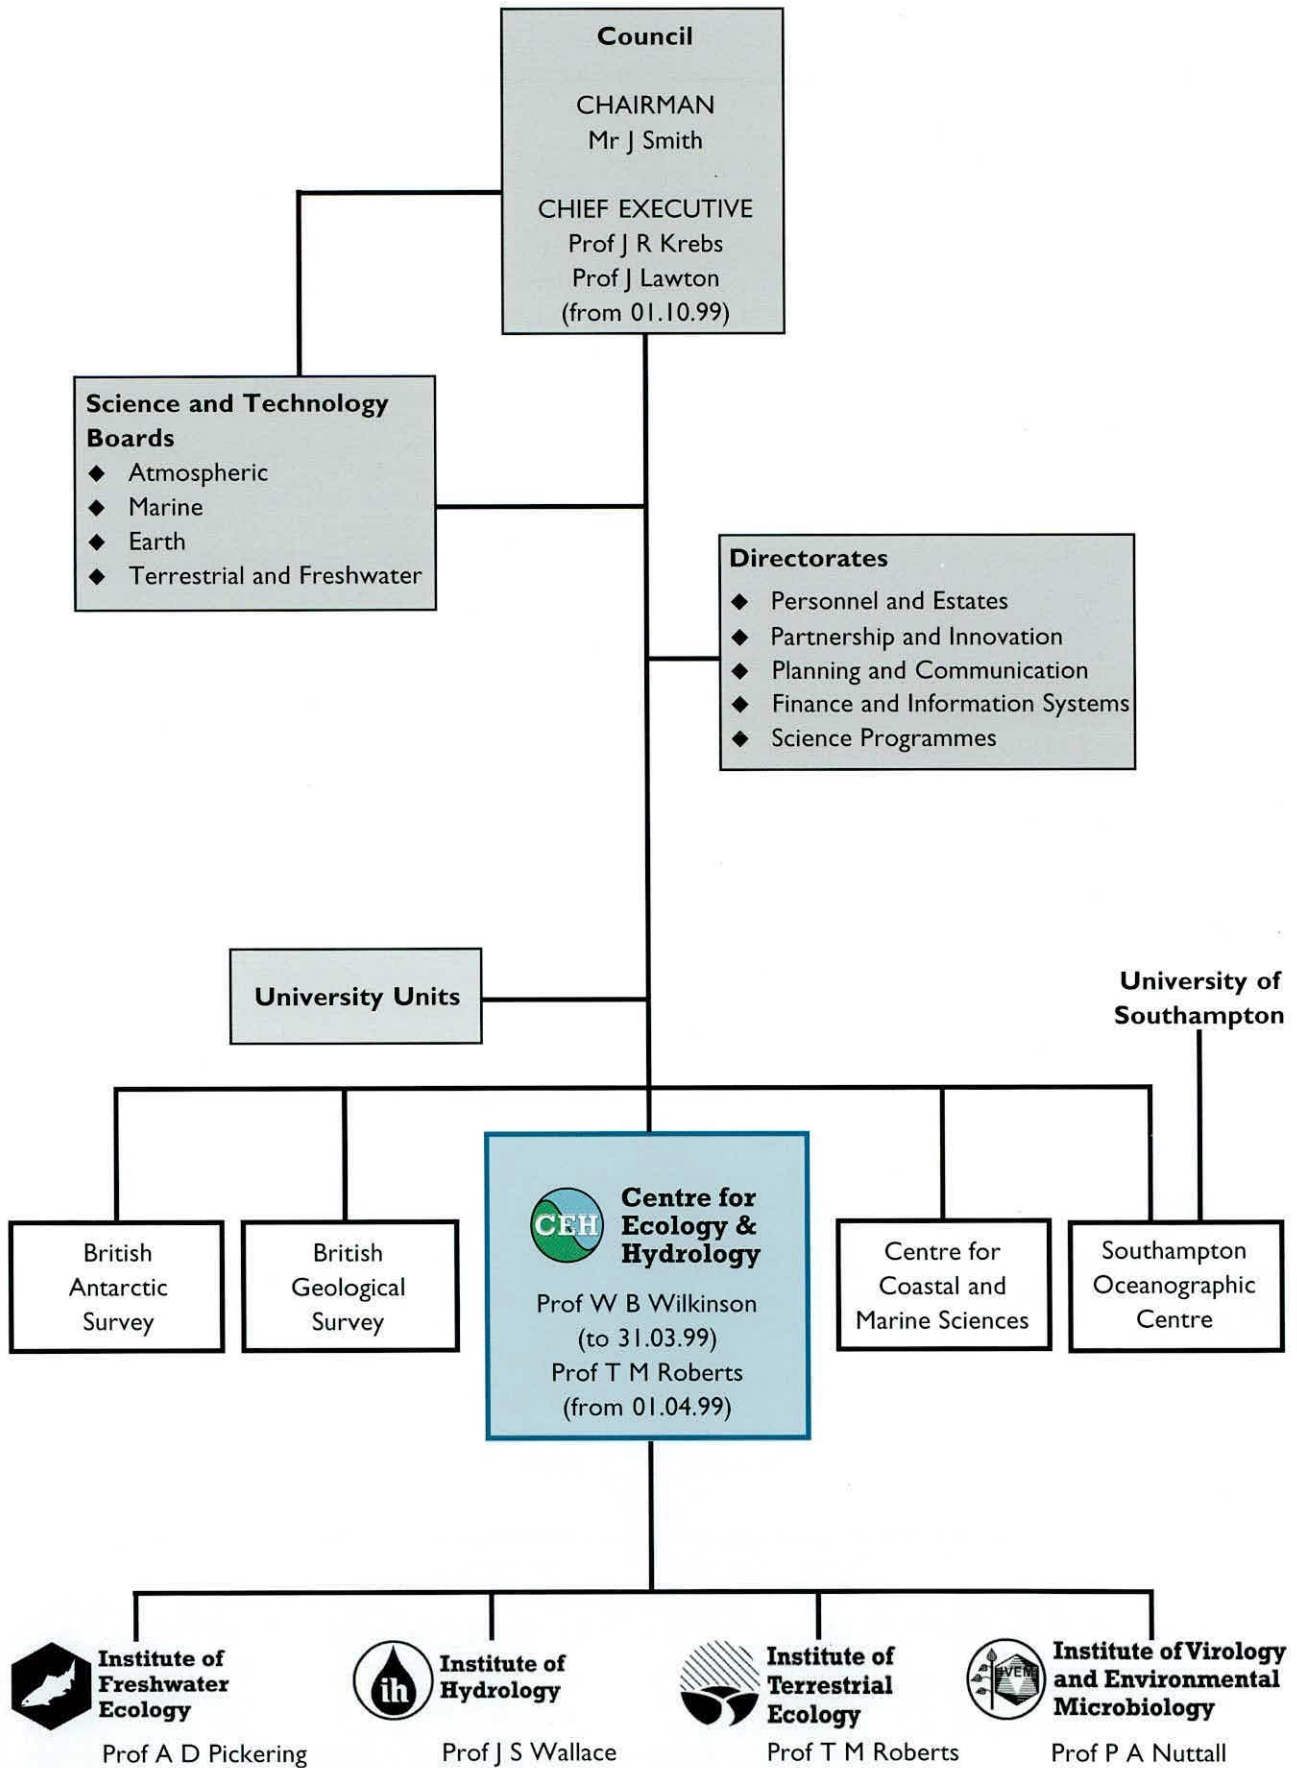 Council
CHAIRMAN
Mr J Smith
CHIEF EXECUTIVE
Prof J R Krebs
Prof J Lawton
(from 01.10.99)
Science and Technology
Boards
◆ Atmospheric
◆ Marine
◆ Earth
◆ Terrestrial and Freshwater
Directorates
◆ Personnel and Estates
◆ Partnership and Innovation
◆ Planning and Communication
◆ Finance and Information Systems
◆ Science Programmes
University Units
University of
Southampton
British
Antarctic
Survey
British
Geological
Survey
CEH
Centre for
Ecology &
Hydrology
Prof W B Wilkinson
(to 31.03.99)
Prof T M Roberts
(from 01.04.99)
Centre for
Coastal and
Marine Sciences
Southampton
Oceanographic
Centre
Institute of
Freshwater
Ecology
Prof A D Pickering
ih
Institute of
Hydrology
Prof J S Wallace
Institute of
Terrestrial
Ecology
Prof T M Roberts
IVEM
Institute of Virology
and Environmental
Microbiology
Prof P A Nuttall